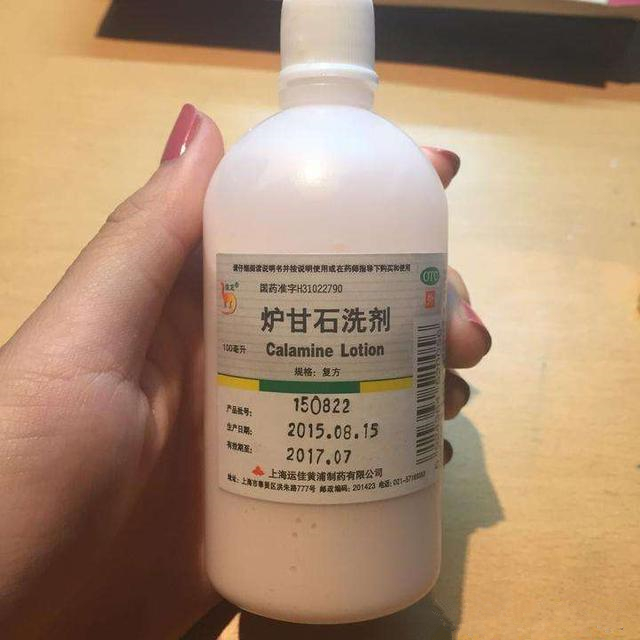 请仔细阅读说明书并按说明使用或在药师指导下购买和使用
国药准字H31022790
OTC
外
炉甘石洗剂
100毫升
Calamine Lotion
规格：复方
产品批号：150822
生产日期：2015.08.15
有效期至：2017.07
上海运佳黄浦制药有限公司
地址：上海市奉贤区洪朱路777号 邮政编码：201423 电话：